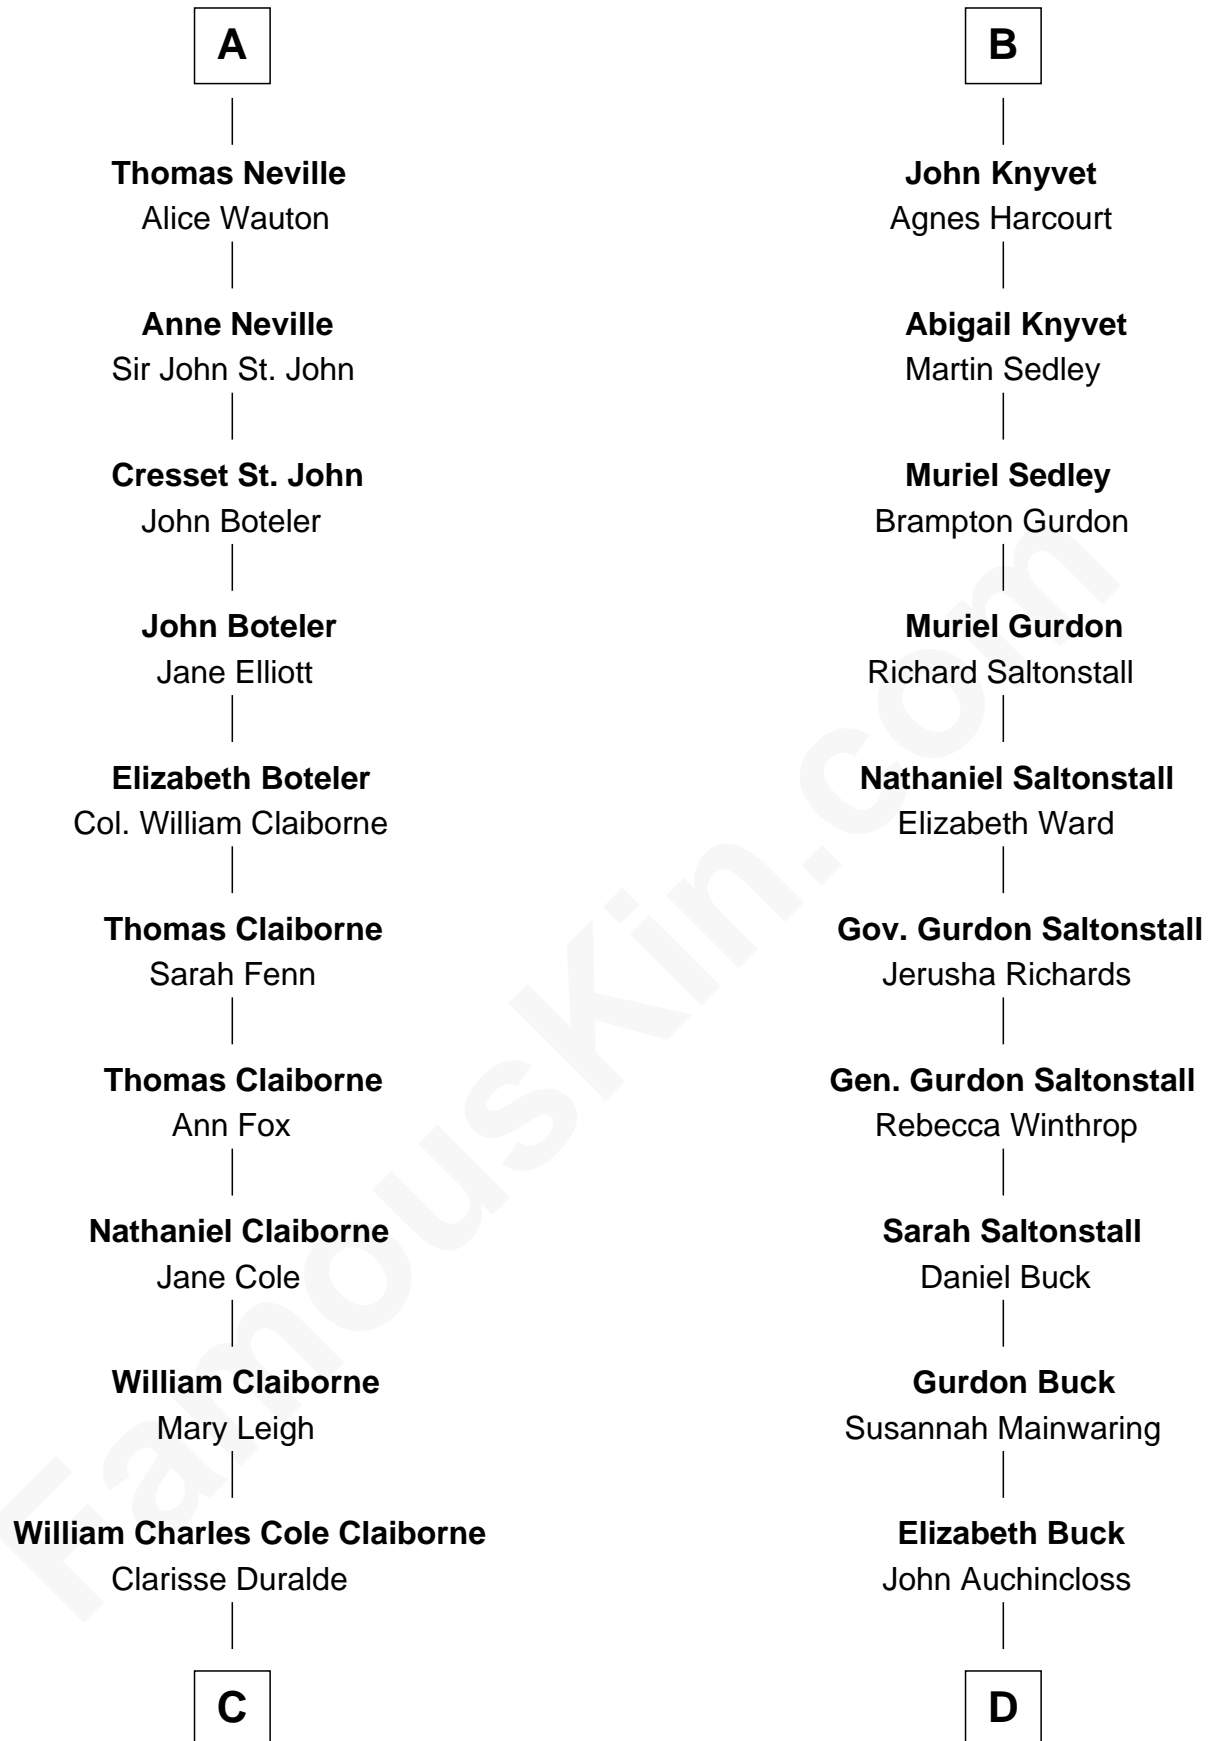 A
Thomas Neville
Alice Wauton
Anne Neville
Sir John St. John
Cresset St. John
John Boteler
John Boteler
Jane Elliott
Elizabeth Boteler
Col. William Claiborne
Thomas Claiborne
Sarah Fenn
Thomas Claiborne
Ann Fox
Nathaniel Claiborne
Jane Cole
William Claiborne
Mary Leigh
William Charles Cole Claiborne
Clarisse Duralde
C
B
John Knyvet
Agnes Harcourt
Abigail Knyvet
Martin Sedley
Muriel Sedley
Brampton Gurdon
Muriel Gurdon
Richard Saltonstall
Nathaniel Saltonstall
Elizabeth Ward
Gov. Gurdon Saltonstall
Jerusha Richards
Gen. Gurdon Saltonstall
Rebecca Winthrop
Sarah Saltonstall
Daniel Buck
Gurdon Buck
Susannah Mainwaring
Elizabeth Buck
John Auchincloss
D
FamousKin.com